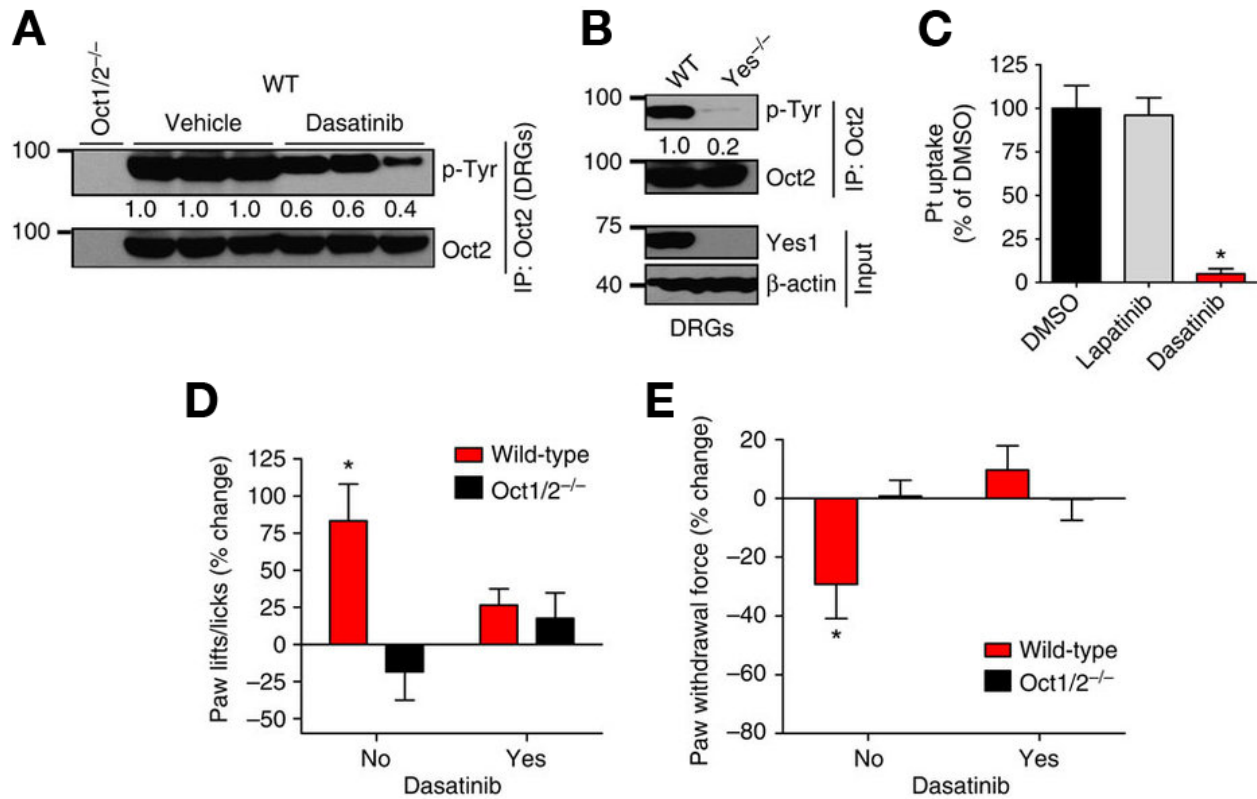 A
Oct1/2−/−
WT
Vehicle
Dasatinib
100
p-Tyr
1.0 1.0 1.0 0.6 0.6 0.4
100
Oct2
IP: Oct2 (DRGs)
B
WT
Yes−/−
100
p-Tyr
1.0 0.2
100
Oct2
IP: Oct2
75
Yes1
40
β-actin
Input
DRGs
C
Pt uptake
(% of DMSO)
125
100
75
50
25
0
*
DMSO
Lapatinib
Dasatinib
D
Paw lifts/licks (% change)
125
100
75
50
25
0
−25
−50
*
Wild-type
Oct1/2−/−
No
Yes
Dasatinib
E
Paw withdrawal force (% change)
20
0
−20
−40
−60
−80
*
Wild-type
Oct1/2−/−
No
Yes
Dasatinib